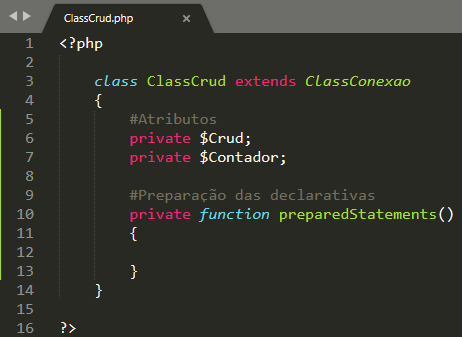 ClassCrud.php ×
1 <?php
2
3 class ClassCrud extends ClassConexao
4 {
5 #Atributos
6 private $Crud;
7 private $Contador;
8
9 #Preparação das declarativas
10 private function preparedStatements()
11 {
12
13 }
14 }
15
16 ?>